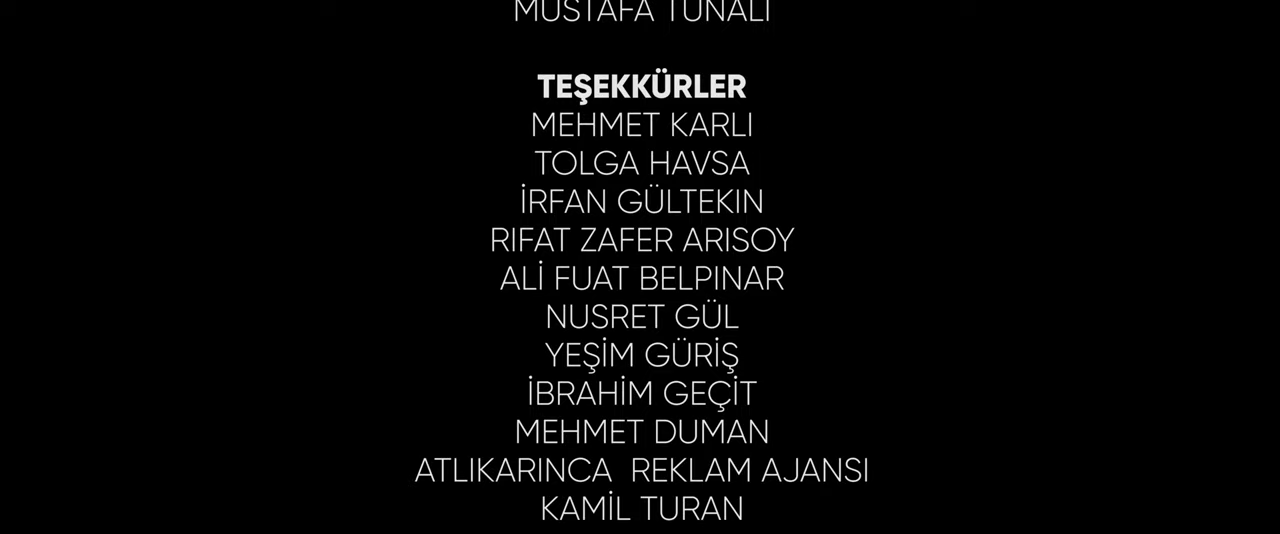 MUSTAFA TUNALI
TEŞEKKÜRLER
MEHMET KARLI
TOLGA HAVSA
İRFAN GÜLTEKIN
RIFAT ZAFER ARISOY
ALİ FUAT BELPINAR
NUSRET GÜL
YEŞİM GÜRİŞ
İBRAHİM GEÇİT
MEHMET DUMAN
ATLIKARINCA  REKLAM AJANSI
KAMİL TURAN